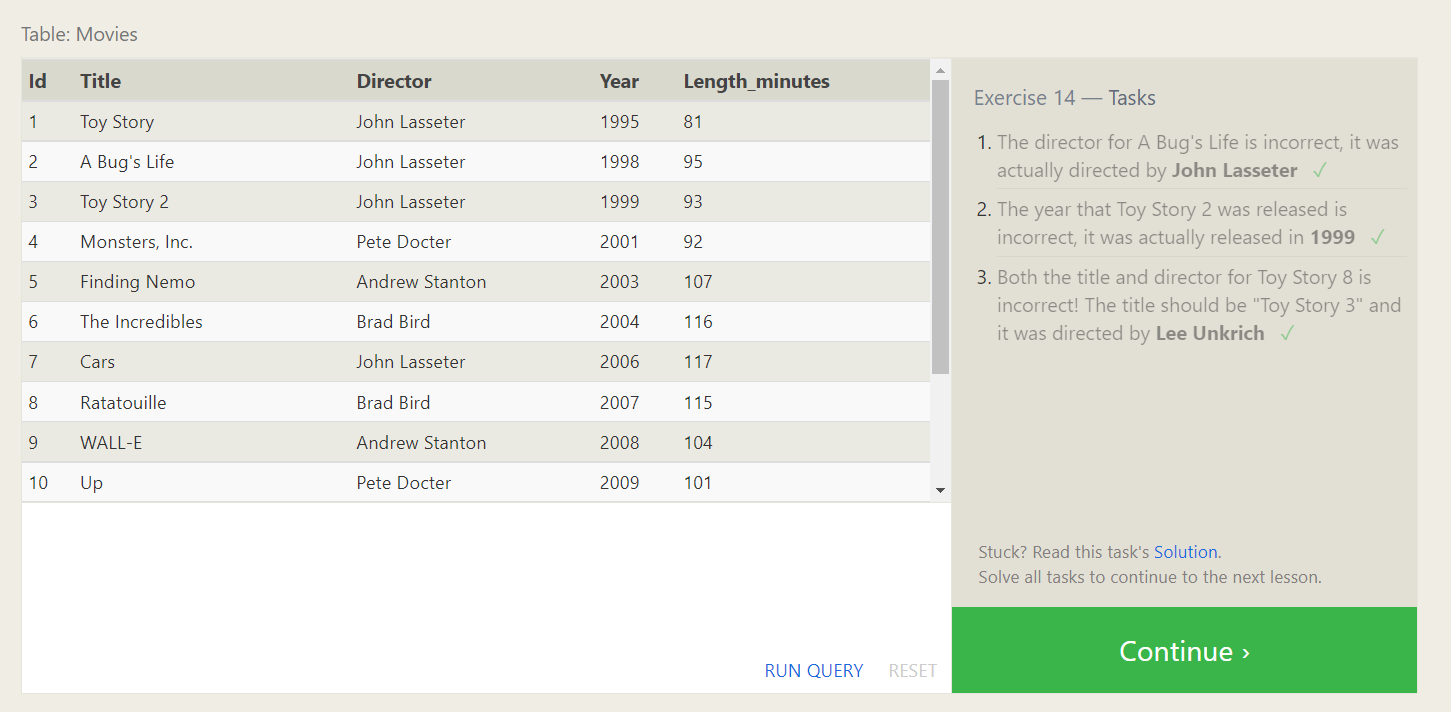 Table: Movies
Id Title Director Year Length_minutes
1 Toy Story John Lasseter 1995 81
2 A Bug's Life John Lasseter 1998 95
3 Toy Story 2 John Lasseter 1999 93
4 Monsters, Inc. Pete Docter 2001 92
5 Finding Nemo Andrew Stanton 2003 107
6 The Incredibles Brad Bird 2004 116
7 Cars John Lasseter 2006 117
8 Ratatouille Brad Bird 2007 115
9 WALL-E Andrew Stanton 2008 104
10 Up Pete Docter 2009 101
RUN QUERY RESET
Exercise 14 — Tasks
1. The director for A Bug's Life is incorrect, it was
actually directed by John Lasseter ✓
2. The year that Toy Story 2 was released is
incorrect, it was actually released in 1999 ✓
3. Both the title and director for Toy Story 8 is
incorrect! The title should be "Toy Story 3" and
it was directed by Lee Unkrich ✓
Stuck? Read this task's Solution.
Solve all tasks to continue to the next lesson.
Continue ›